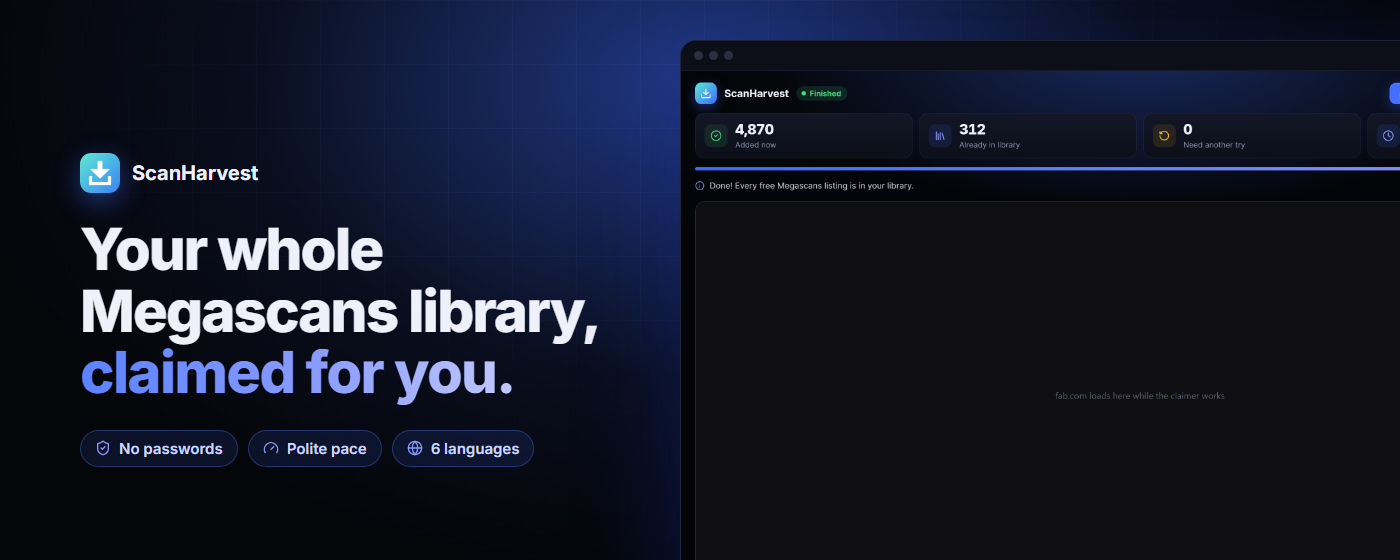 ScanHarvest
Your whole
Megascans library,
claimed for you.
No passwords
Polite pace
6 languages
ScanHarvest
Finished
4,870
Added now
312
Already in library
0
Need another try
Done! Every free Megascans listing is in your library.
fab.com loads here while the claimer works